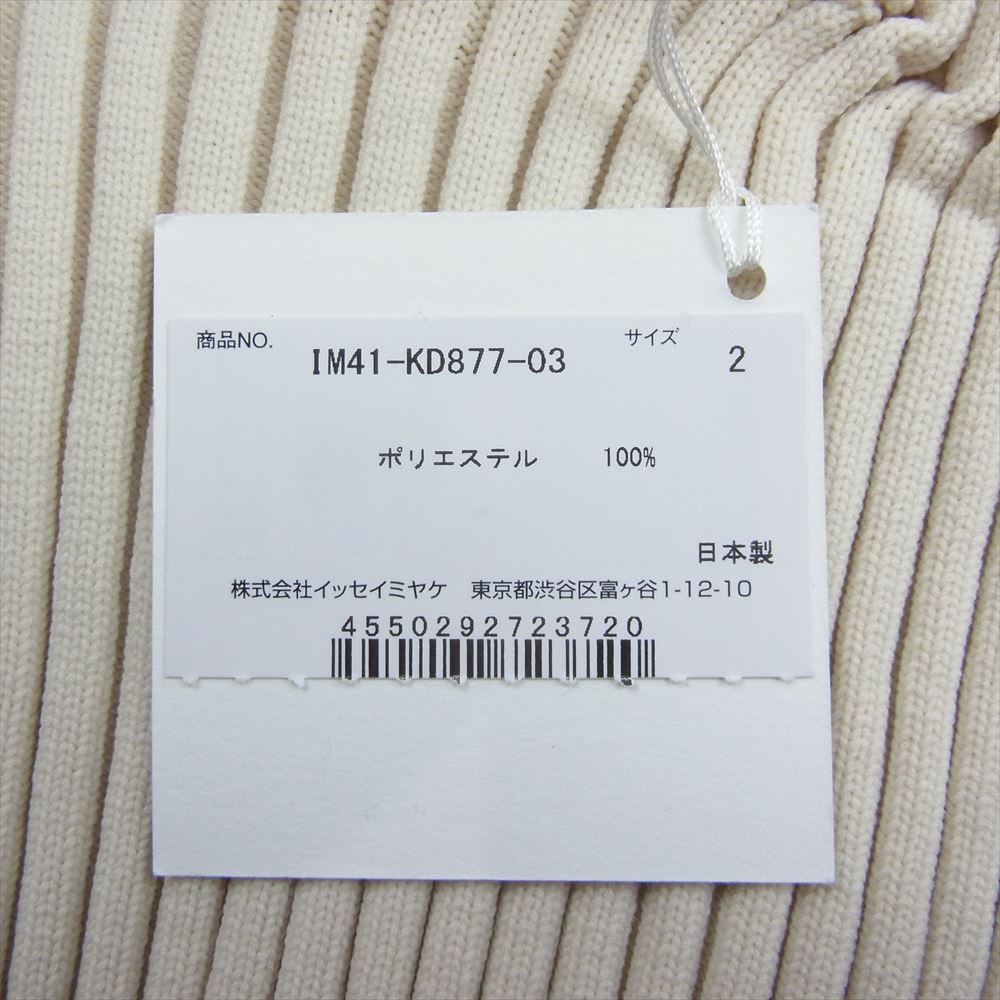 商品NO. IM41-KD877-03 サイズ 2
ポリエステル 100%
日本製
株式会社イッセイミヤケ 東京都渋谷区富ヶ谷1-12-10
4550292723720